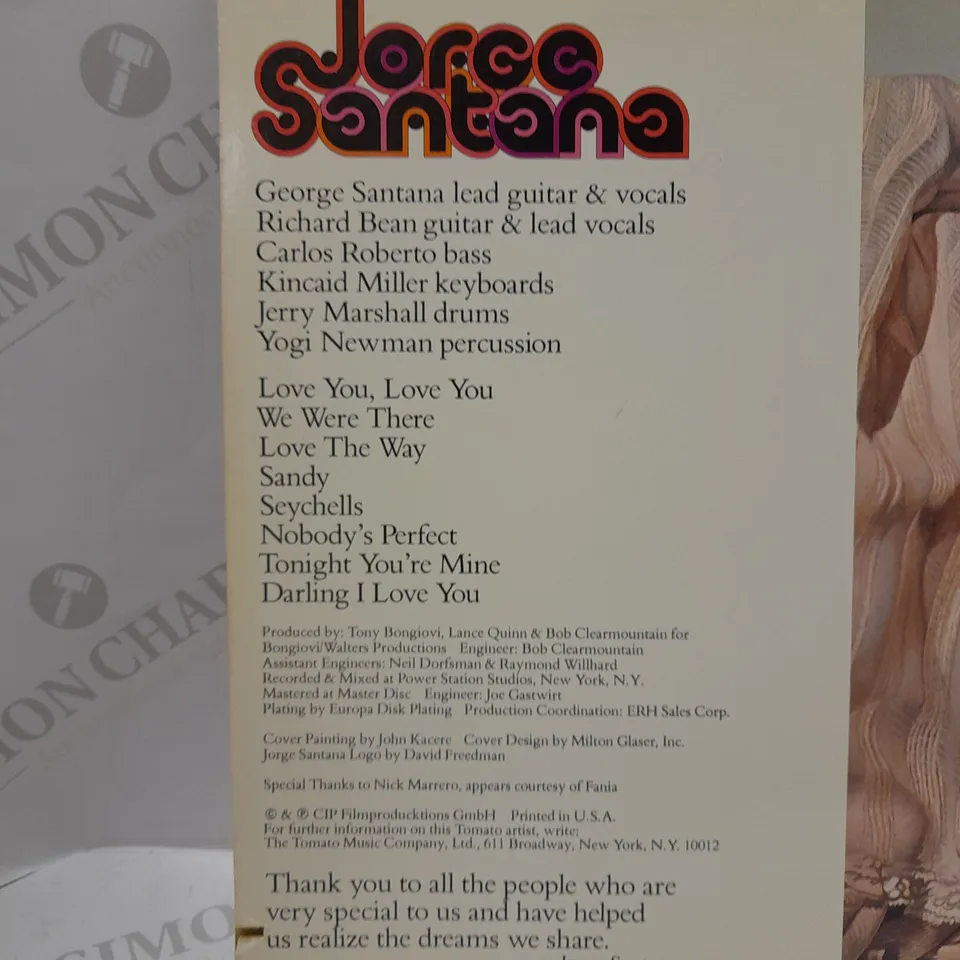 Jorge
Santana
George Santana lead guitar & vocals
Richard Bean guitar & lead vocals
Carlos Roberto bass
Kincaid Miller keyboards
Jerry Marshall drums
Yogi Newman percussion
Love You, Love You
We Were There
Love The Way
Sandy
Seychells
Nobody's Perfect
Tonight You're Mine
Darling I Love You
Produced by: Tony Bongiovi, Lance Quinn & Bob Clearmountain for
Bongiovi/Walters Productions Engineer: Bob Clearmountain
Assistant Engineers: Neil Dorfsman & Raymond Willhard
Recorded & Mixed at Power Station Studios, New York, N.Y.
Mastered at Master Disc Engineer: Joe Gastwirt
Plating by Europa Disk Plating Production Coordination: ERH Sales Corp.
Cover Painting by John Kacere Cover Design by Milton Glaser, Inc.
Jorge Santana Logo by David Freedman
Special Thanks to Nick Marrero, appears courtesy of Fania
© & ℗ CIP Filmproducktions GmbH Printed in U.S.A.
For further information on this Tomato artist, write:
The Tomato Music Company, Ltd., 611 Broadway, New York, N.Y. 10012
Thank you to all the people who are
very special to us and have helped
us realize the dreams we share.